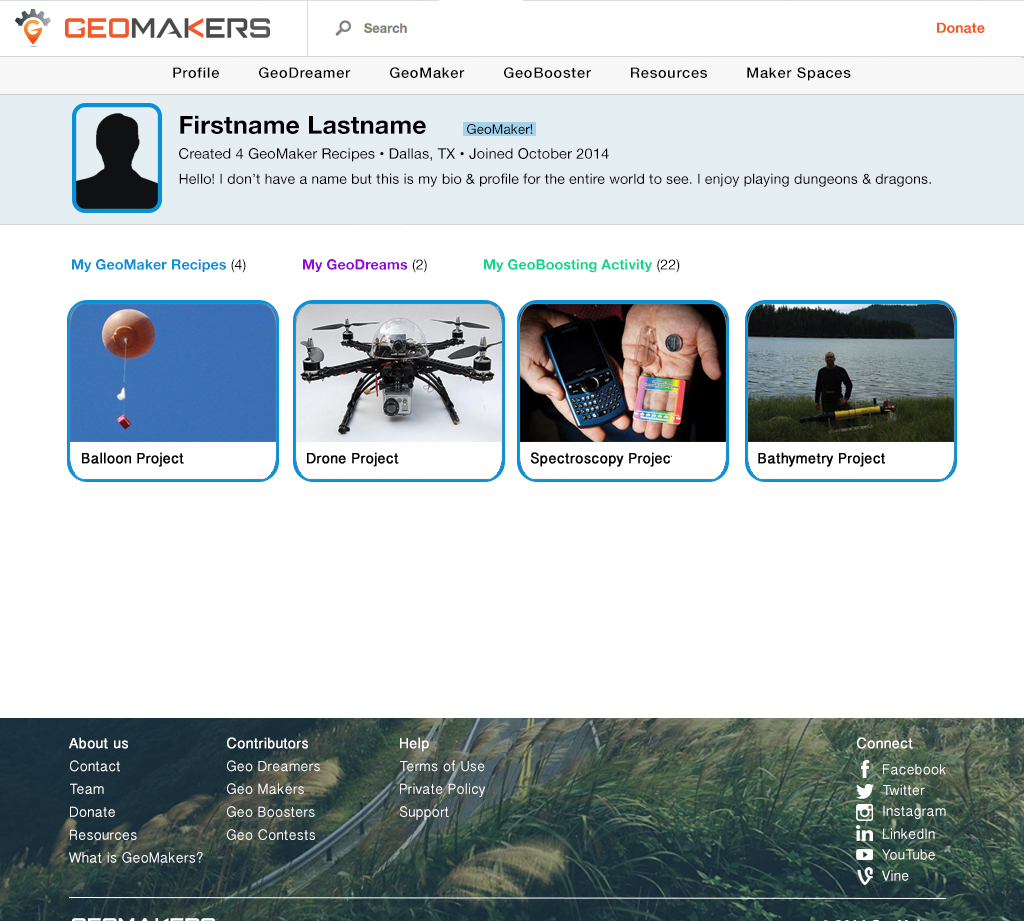 GEOMAKERS
Search
Donate
Profile GeoDreamer GeoMaker GeoBooster Resources Maker Spaces
Firstname Lastname GeoMaker!
Created 4 GeoMaker Recipes • Dallas, TX • Joined October 2014
Hello! I don’t have a name but this is my bio & profile for the entire world to see. I enjoy playing dungeons & dragons.
My GeoMaker Recipes (4) My GeoDreams (2) My GeoBoosting Activity (22)
Balloon Project Drone Project Spectroscopy Projec Bathymetry Project
About us
Contact
Team
Donate
Resources
What is GeoMakers?
Contributors
Geo Dreamers
Geo Makers
Geo Boosters
Geo Contests
Help
Terms of Use
Private Policy
Support
Connect
Facebook
Twitter
Instagram
LinkedIn
YouTube
Vine
GEOMAKERS